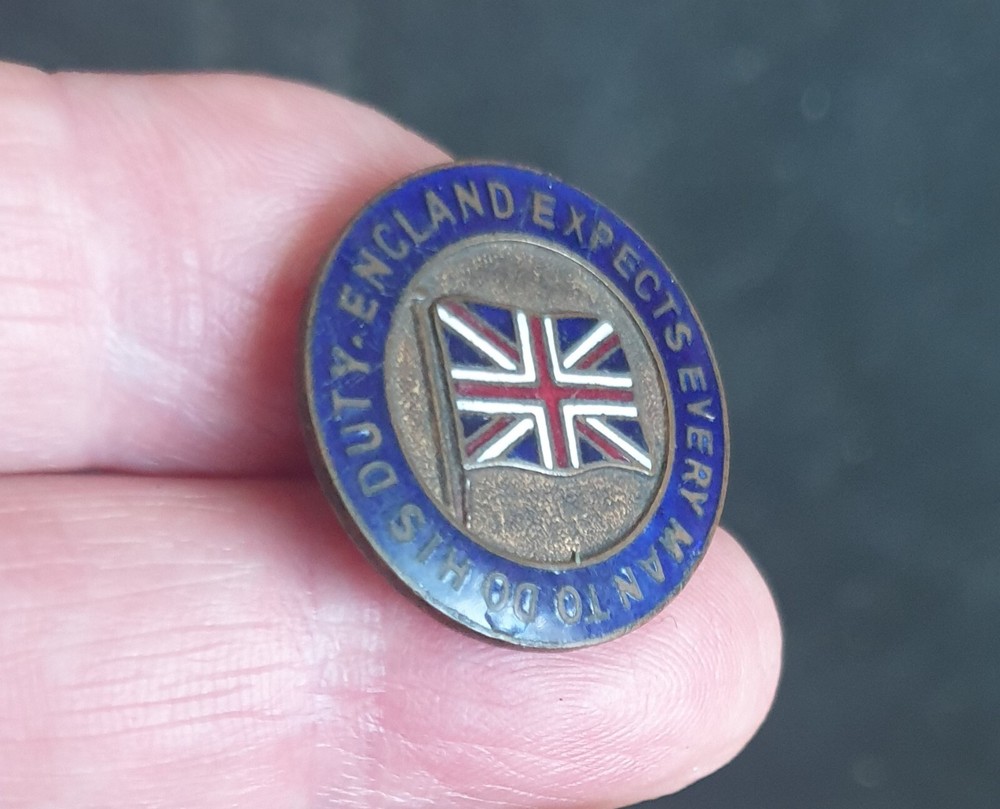 ENGLAND EXPECTS EVERY MAN TO DO HIS DUTY ·